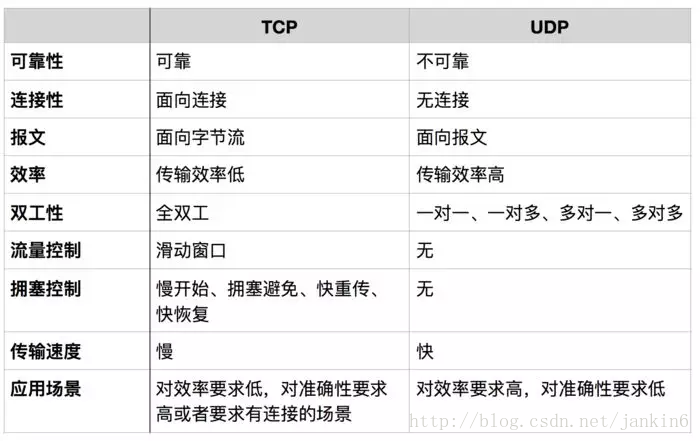 TCP UDP
可靠性 可靠 不可靠
连接性 面向连接 无连接
报文 面向字节流 面向报文
效率 传输效率低 传输效率高
双工性 全双工 一对一、一对多、多对一、多对多
流量控制 滑动窗口 无
拥塞控制 慢开始、拥塞避免、快重传、 无
快恢复
传输速度 慢 快
应用场景 对效率要求低，对准确性要求 对效率要求高，对准确性要求低
高或者要求有连接的场景
http://blog.csdn.net/jankin6